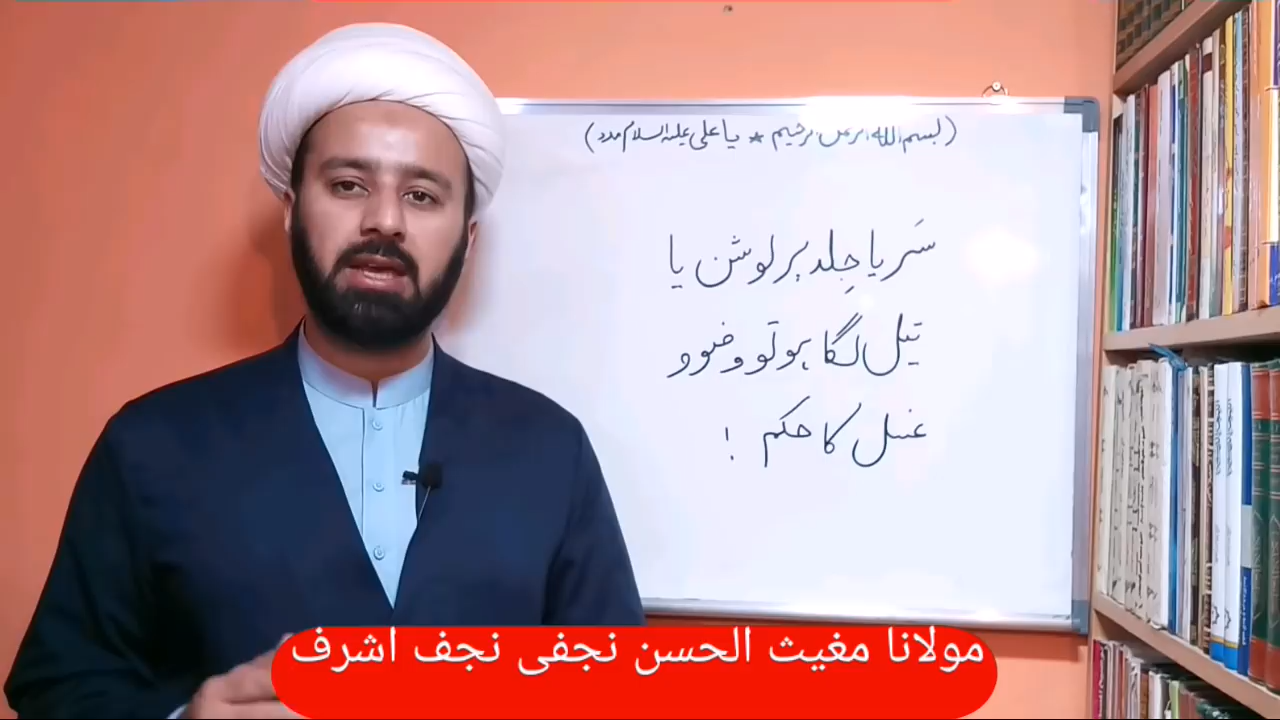 (بسم اللہ الرحمن الرحیم ★ یا علی علیہ السلام مدد)
سَر یا جِلد پر لوشن یا
تیل لگا ہو تو وضو و
غسل کا حکم !
مولانا مغیث الحسن نجفی نجف اشرف